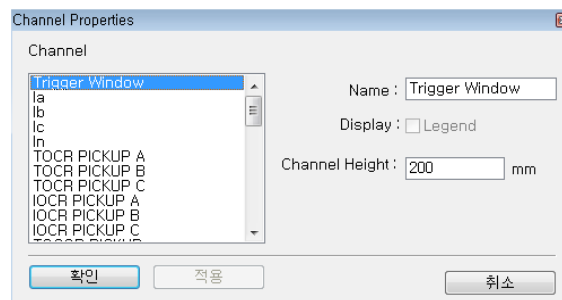 Channel Properties
Channel
Trigger Window
Ia
Ib
Ic
In
TOCR PICKUP A
TOCR PICKUP B
TOCR PICKUP C
IOCR PICKUP A
IOCR PICKUP B
IOCR PICKUP C
Name : Trigger Window
Display : Legend
Channel Height : 200 mm
확인
적용
취소